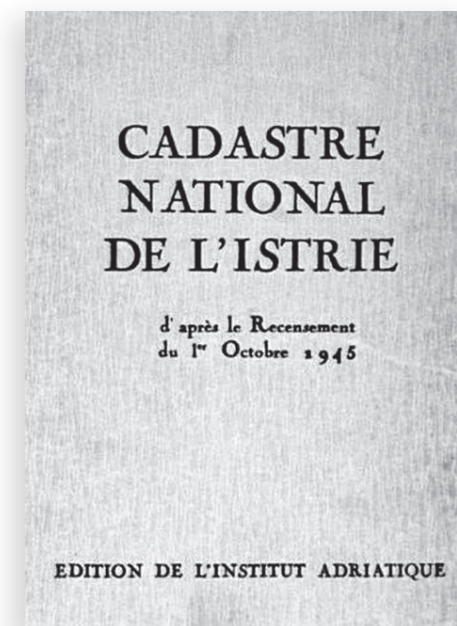 CADASTRE
NATIONAL
DE L'ISTRIE
d'après le Recensement
du 1er Octobre 1945
EDITION DE L'INSTITUT ADRIATIQUE